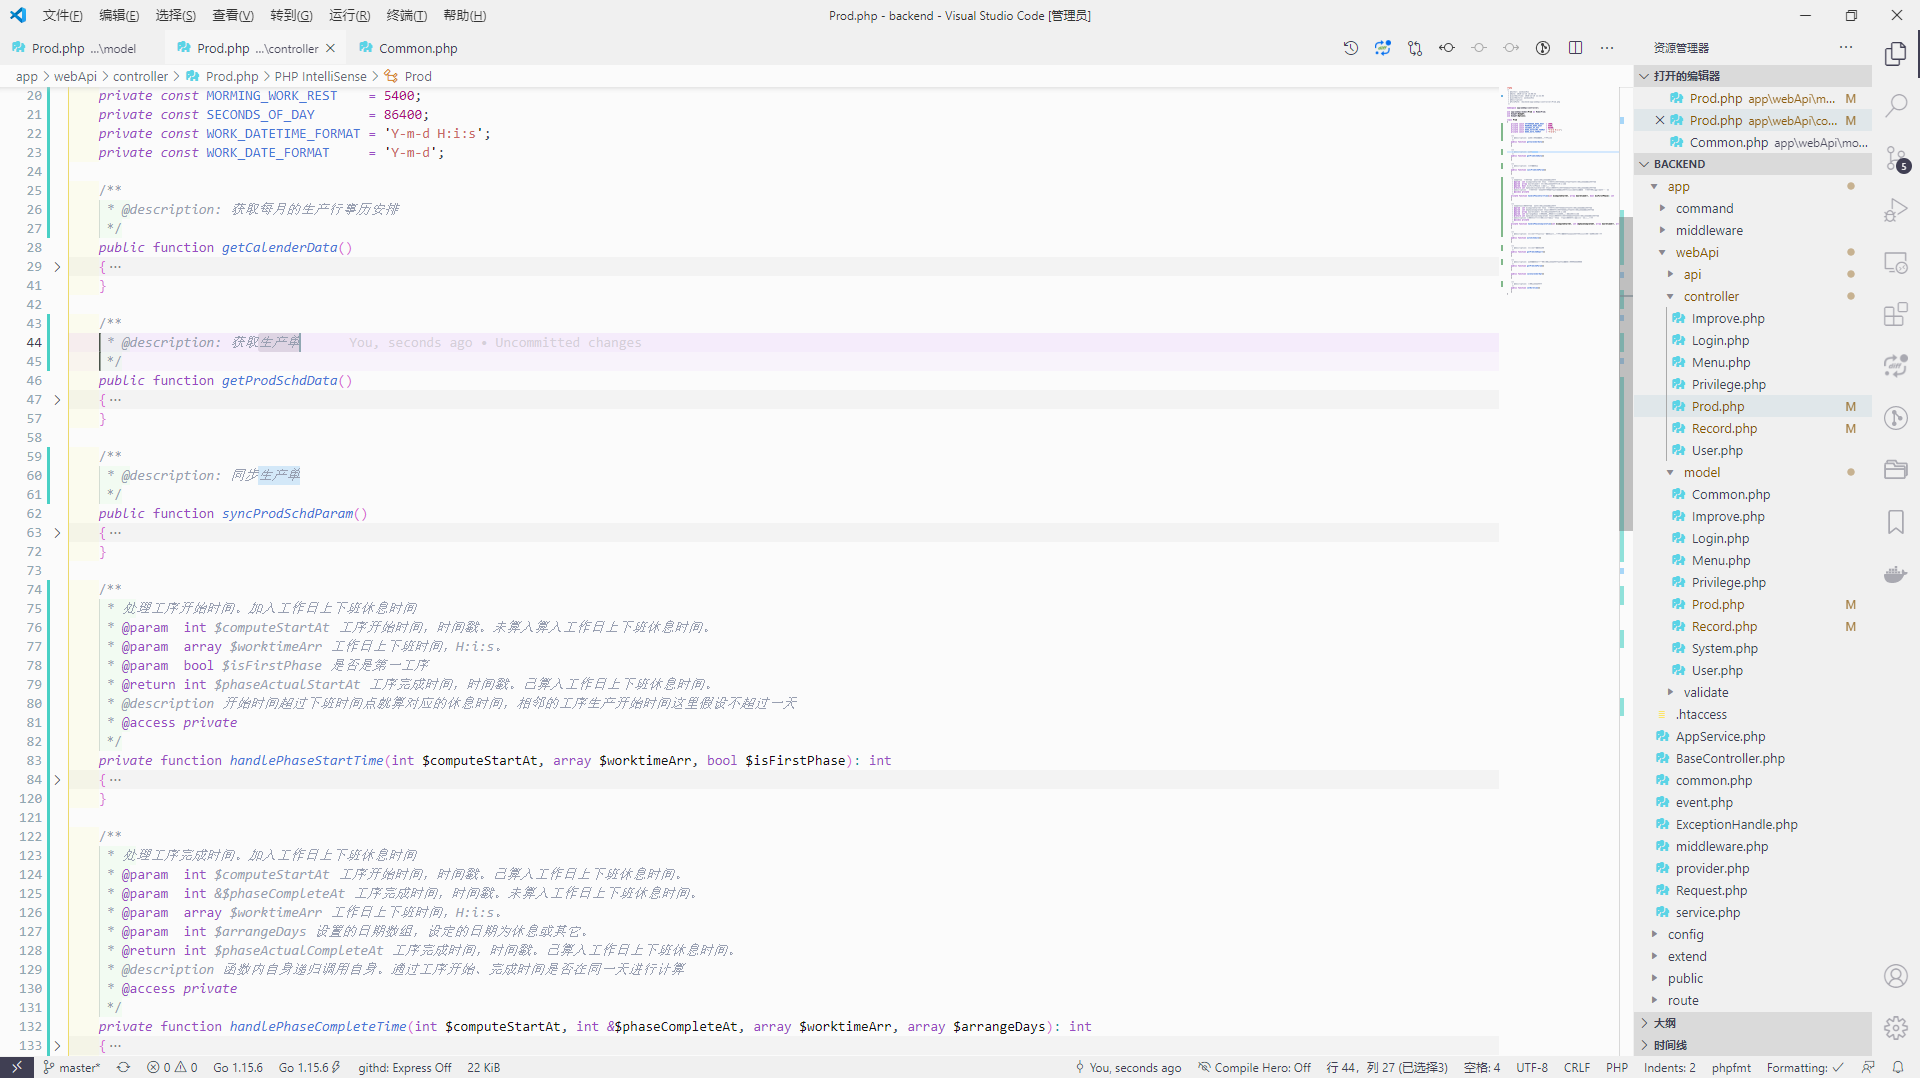 文件(F) 编辑(E) 选择(S) 查看(V) 转到(G) 运行(R) 终端(T) 帮助(H)
Prod.php - backend - Visual Studio Code [管理员]
Prod.php ...\model
Prod.php ...\controller
Common.php
app > webApi > controller > Prod.php > PHP IntelliSense > Prod
20 private const MORMING_WORK_REST = 5400;
21 private const SECONDS_OF_DAY = 86400;
22 private const WORK_DATETIME_FORMAT = 'Y-m-d H:i:s';
23 private const WORK_DATE_FORMAT = 'Y-m-d';
24
25 /**
26 * @description: 获取每月的生产行事历安排
27 */
28 public function getCalenderData()
29 { ···
41 }
42
43 /**
44 * @description: 获取生产单 You, seconds ago • Uncommitted changes
45 */
46 public function getProdSchdData()
47 { ···
57 }
58
59 /**
60 * @description: 同步生产单
61 */
62 public function syncProdSchdParam()
63 { ···
72 }
73
74 /**
75 * 处理工序开始时间。加入工作日上下班休息时间
76 * @param int $computeStartAt 工序开始时间，时间戳。未算入算入工作日上下班休息时间。
77 * @param array $worktimeArr 工作日上下班时间，H:i:s。
78 * @param bool $isFirstPhase 是否是第一工序
79 * @return int $phaseActualStartAt 工序完成时间，时间戳。己算入工作日上下班休息时间。
80 * @description 开始时间超过下班时间点就算对应的休息时间，相邻的工序生产开始时间这里假设不超过一天
81 * @access private
82 */
83 private function handlePhaseStartTime(int $computeStartAt, array $worktimeArr, bool $isFirstPhase): int
84 { ···
120 }
121
122 /**
123 * 处理工序完成时间。加入工作日上下班休息时间
124 * @param int $computeStartAt 工序开始时间，时间戳。己算入工作日上下班休息时间。
125 * @param int &$phaseCompleteAt 工序完成时间，时间戳。未算入工作日上下班休息时间。
126 * @param array $worktimeArr 工作日上下班时间，H:i:s。
127 * @param int $arrangeDays 设置的日期数组，设定的日期为休息或其它。
128 * @return int $phaseActualCompleteAt 工序完成时间，时间戳。己算入工作日上下班休息时间。
129 * @description 函数内自身递归调用自身。通过工序开始、完成时间是否在同一天进行计算
130 * @access private
131 */
132 private function handlePhaseCompleteTime(int $computeStartAt, int &$phaseCompleteAt, array $worktimeArr, array $arrangeDays): int
133 { ···
资源管理器
打开的编辑器
Prod.php app\webApi\m... M
Prod.php app\webApi\co... M
Common.php app\webApi\mo...
BACKEND
app
command
middleware
webApi
api
controller
Improve.php
Login.php
Menu.php
Privilege.php
Prod.php M
Record.php M
User.php
model
Common.php
Improve.php
Login.php
Menu.php
Privilege.php
Prod.php M
Record.php M
System.php
User.php
validate
.htaccess
AppService.php
BaseController.php
common.php
event.php
ExceptionHandle.php
middleware.php
provider.php
Request.php
service.php
config
extend
public
route
大纲
时间线
5
diff
master* 0 0 Go 1.15.6 Go 1.15.6 githd: Express Off 22 KiB
You, seconds ago Compile Hero: Off 行 44，列 27 (已选择3) 空格: 4 UTF-8 CRLF PHP Indents: 2 phpfmt Formatting: